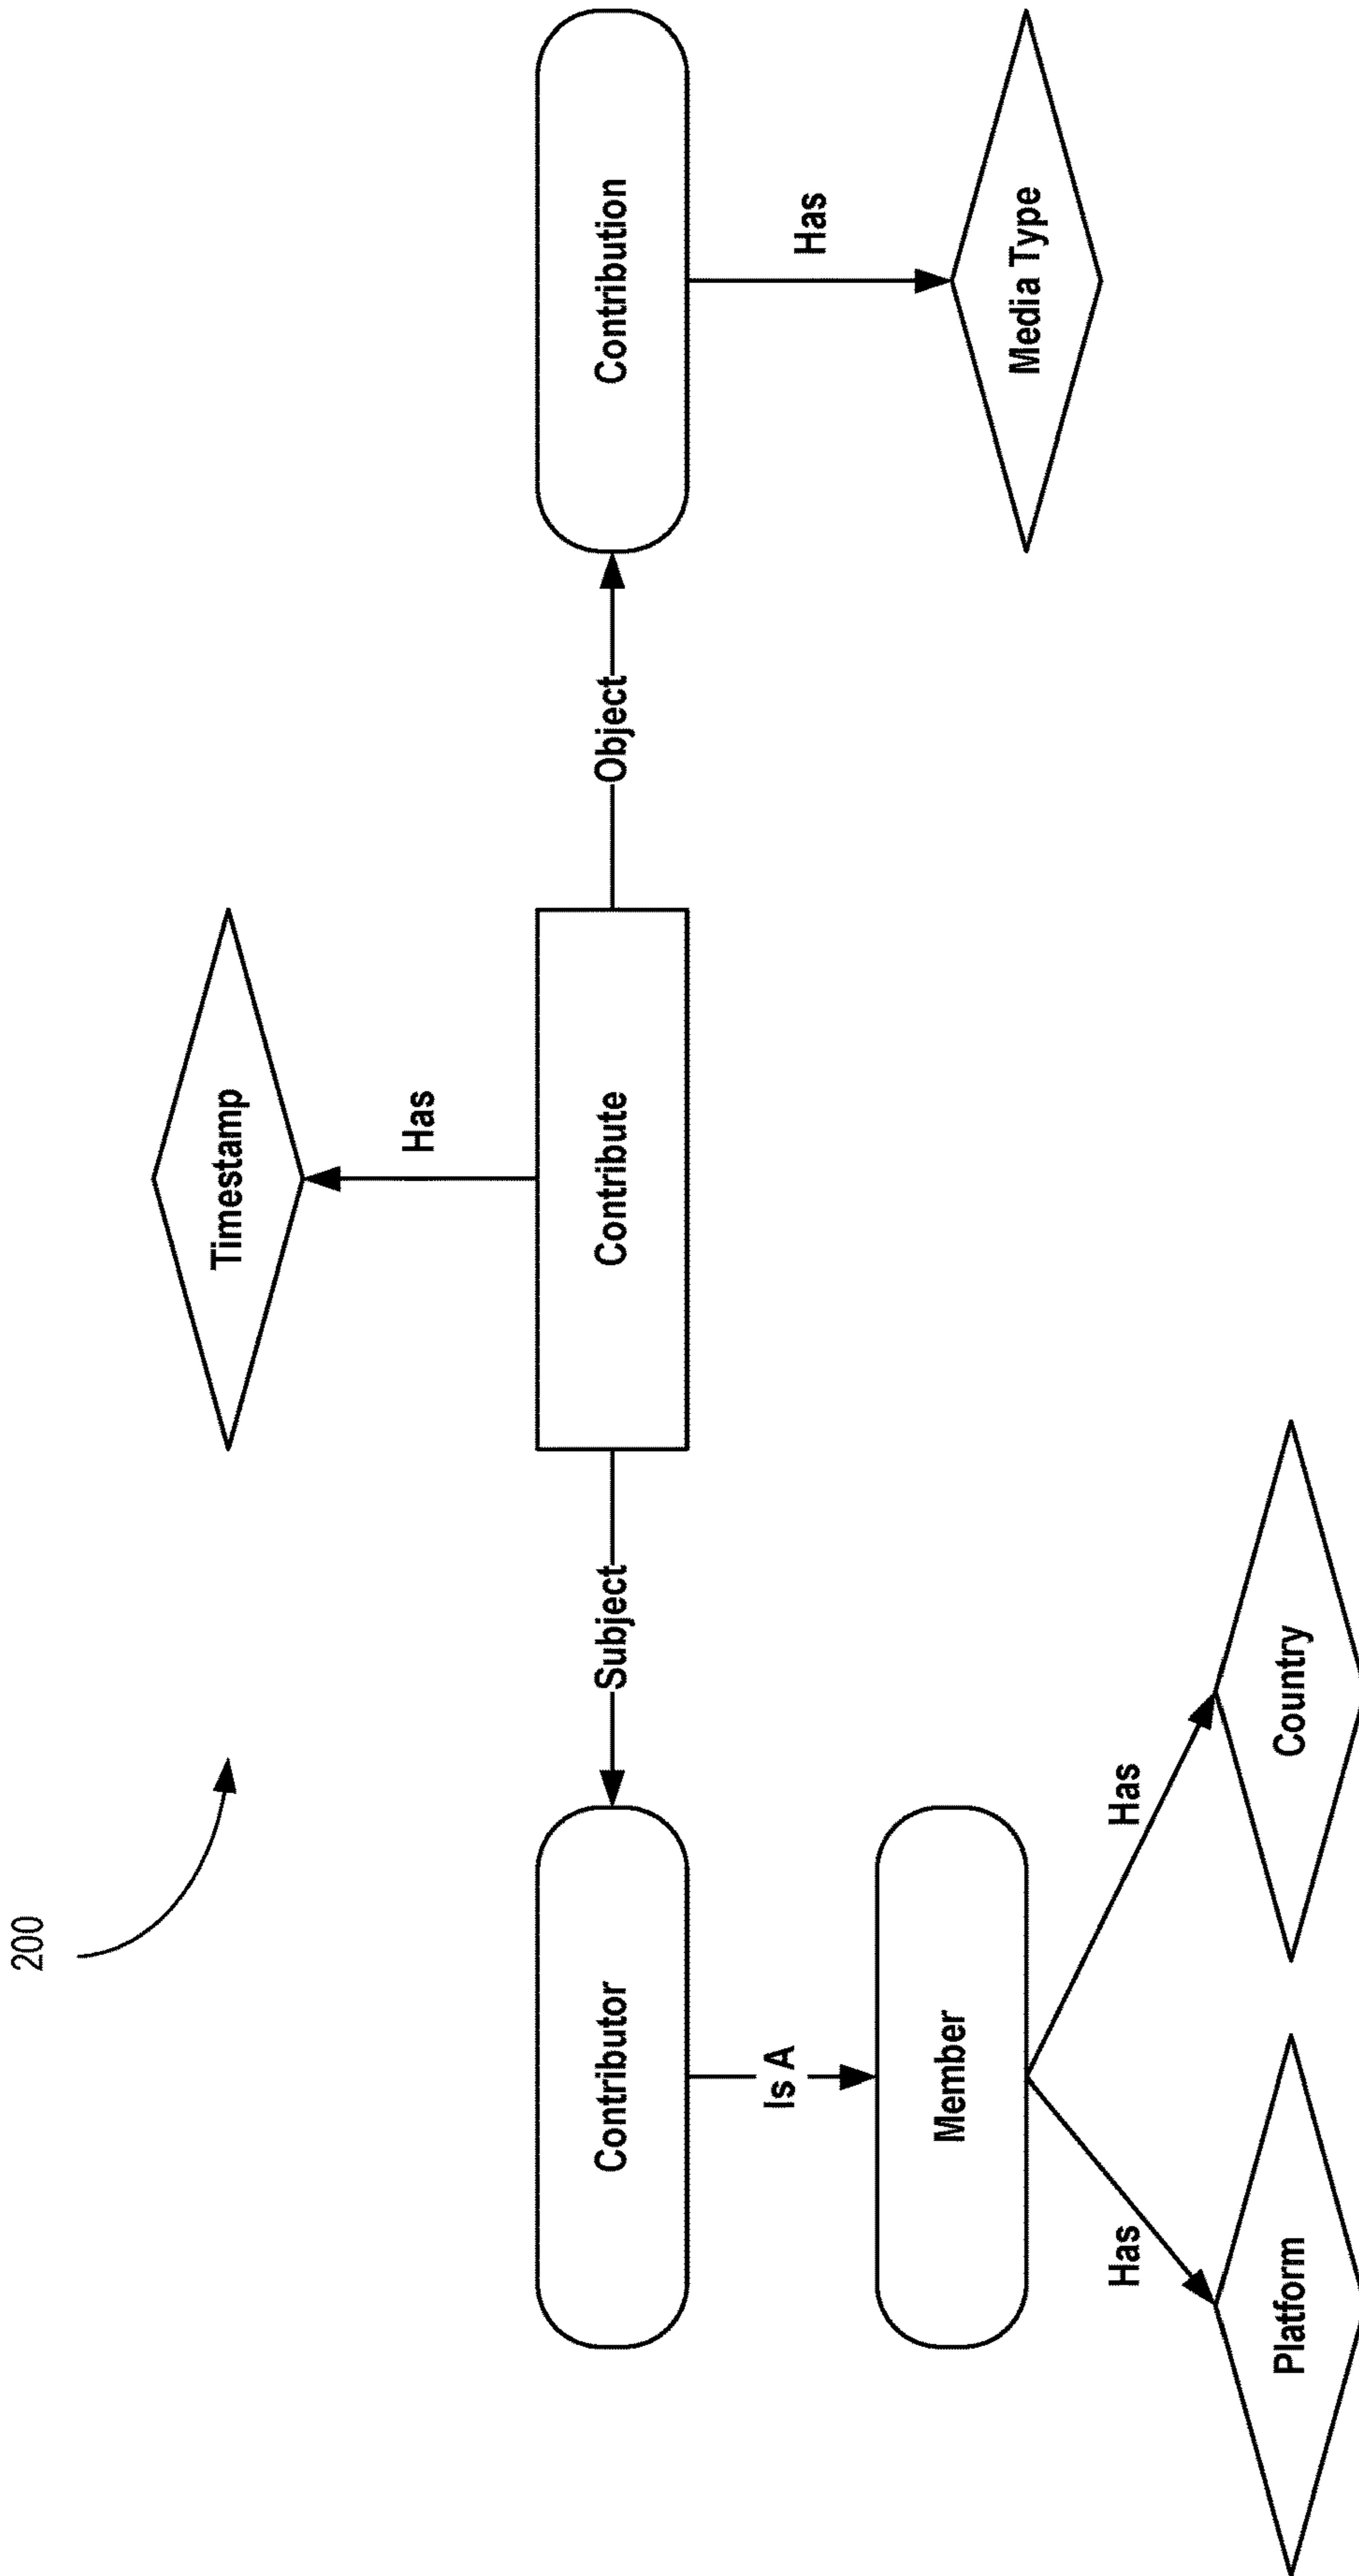 200
Timestamp
Has
Contributor
Subject
Contribute
Object
Contribution
Is A
Has
Member
Media Type
Has
Has
Platform
Country